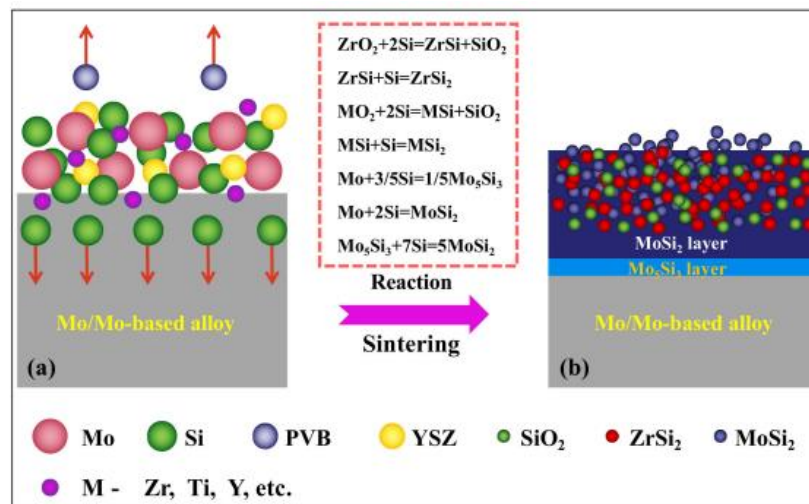 ZrO₂+2Si=ZrSi+SiO₂
ZrSi+Si=ZrSi₂
MO₂+2Si=MSi+SiO₂
MSi+Si=MSi₂
Mo+3/5Si=1/5Mo₅Si₃
Mo+2Si=MoSi₂
Mo₅Si₃+7Si=5MoSi₂
Reaction
Sintering
Mo/Mo-based alloy
(a)
MoSi₂ layer
Mo₅Si₃ layer
Mo/Mo-based alloy
(b)
Mo Si PVB YSZ SiO₂ ZrSi₂ MoSi₂
M - Zr, Ti, Y, etc.